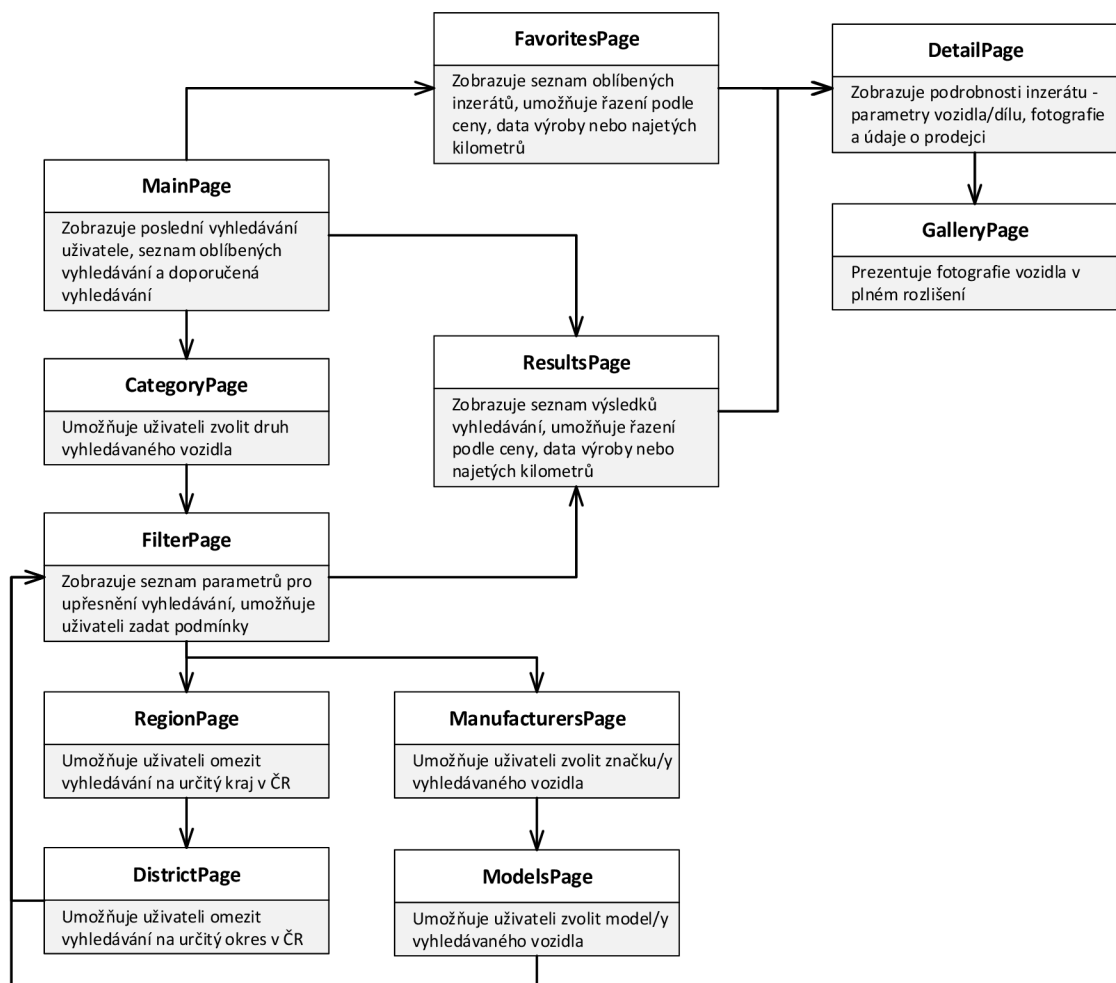 FavoritesPage
Zobrazuje seznam oblíbených
inzerátů, umožňuje řazení podle
ceny, data výroby nebo najetých
kilometrů
DetailPage
Zobrazuje podrobnosti inzerátu -
parametry vozidla/dílu, fotografie
a údaje o prodejci
MainPage
Zobrazuje poslední vyhledávání
uživatele, seznam oblíbených
vyhledávání a doporučená
vyhledávání
GalleryPage
Prezentuje fotografie vozidla v
plném rozlišení
ResultsPage
Zobrazuje seznam výsledků
vyhledávání, umožňuje řazení
podle ceny, data výroby nebo
najetých kilometrů
CategoryPage
Umožňuje uživateli zvolit druh
vyhledávaného vozidla
FilterPage
Zobrazuje seznam parametrů pro
upřesnění vyhledávání, umožňuje
uživateli zadat podmínky
RegionPage
Umožňuje uživateli omezit
vyhledávání na určitý kraj v ČR
ManufacturersPage
Umožňuje uživateli zvolit značku/y
vyhledávaného vozidla
DistrictPage
Umožňuje uživateli omezit
vyhledávání na určitý okres v ČR
ModelsPage
Umožňuje uživateli zvolit model/y
vyhledávaného vozidla